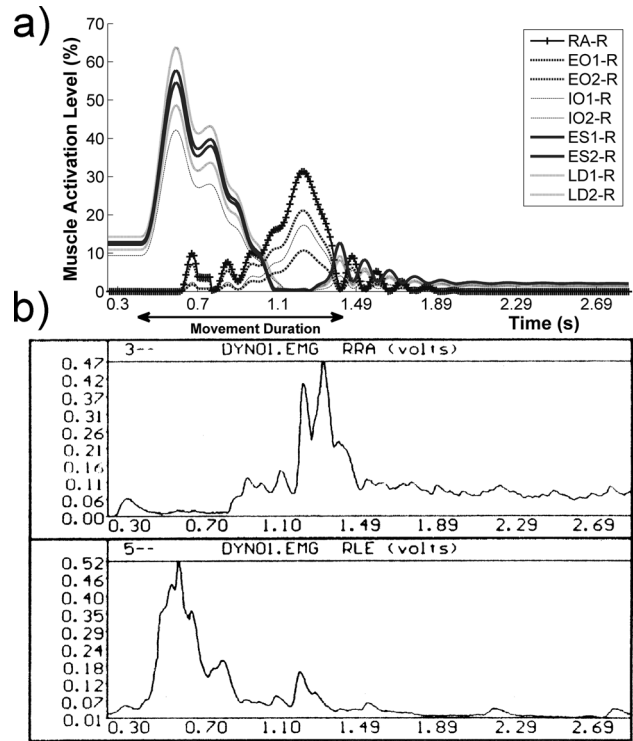 a)
Muscle Activation Level (%)
70
60
50
40
30
20
10
0
0.3 0.7 1.1 1.49 1.89 2.29 2.69
Movement Duration
Time (s)
RA-R
EO1-R
EO2-R
IO1-R
IO2-R
ES1-R
ES2-R
LD1-R
LD2-R
b)
3-- DYNO1.EMG RRA (volts)
0.47
0.42
0.37
0.31
0.26
0.21
0.16
0.11
0.06
0.00
0.30 0.70 1.10 1.49 1.89 2.29 2.69
5-- DYNO1.EMG RLE (volts)
0.52
0.46
0.41
0.35
0.29
0.24
0.18
0.12
0.07
0.01
0.30 0.70 1.10 1.49 1.89 2.29 2.69